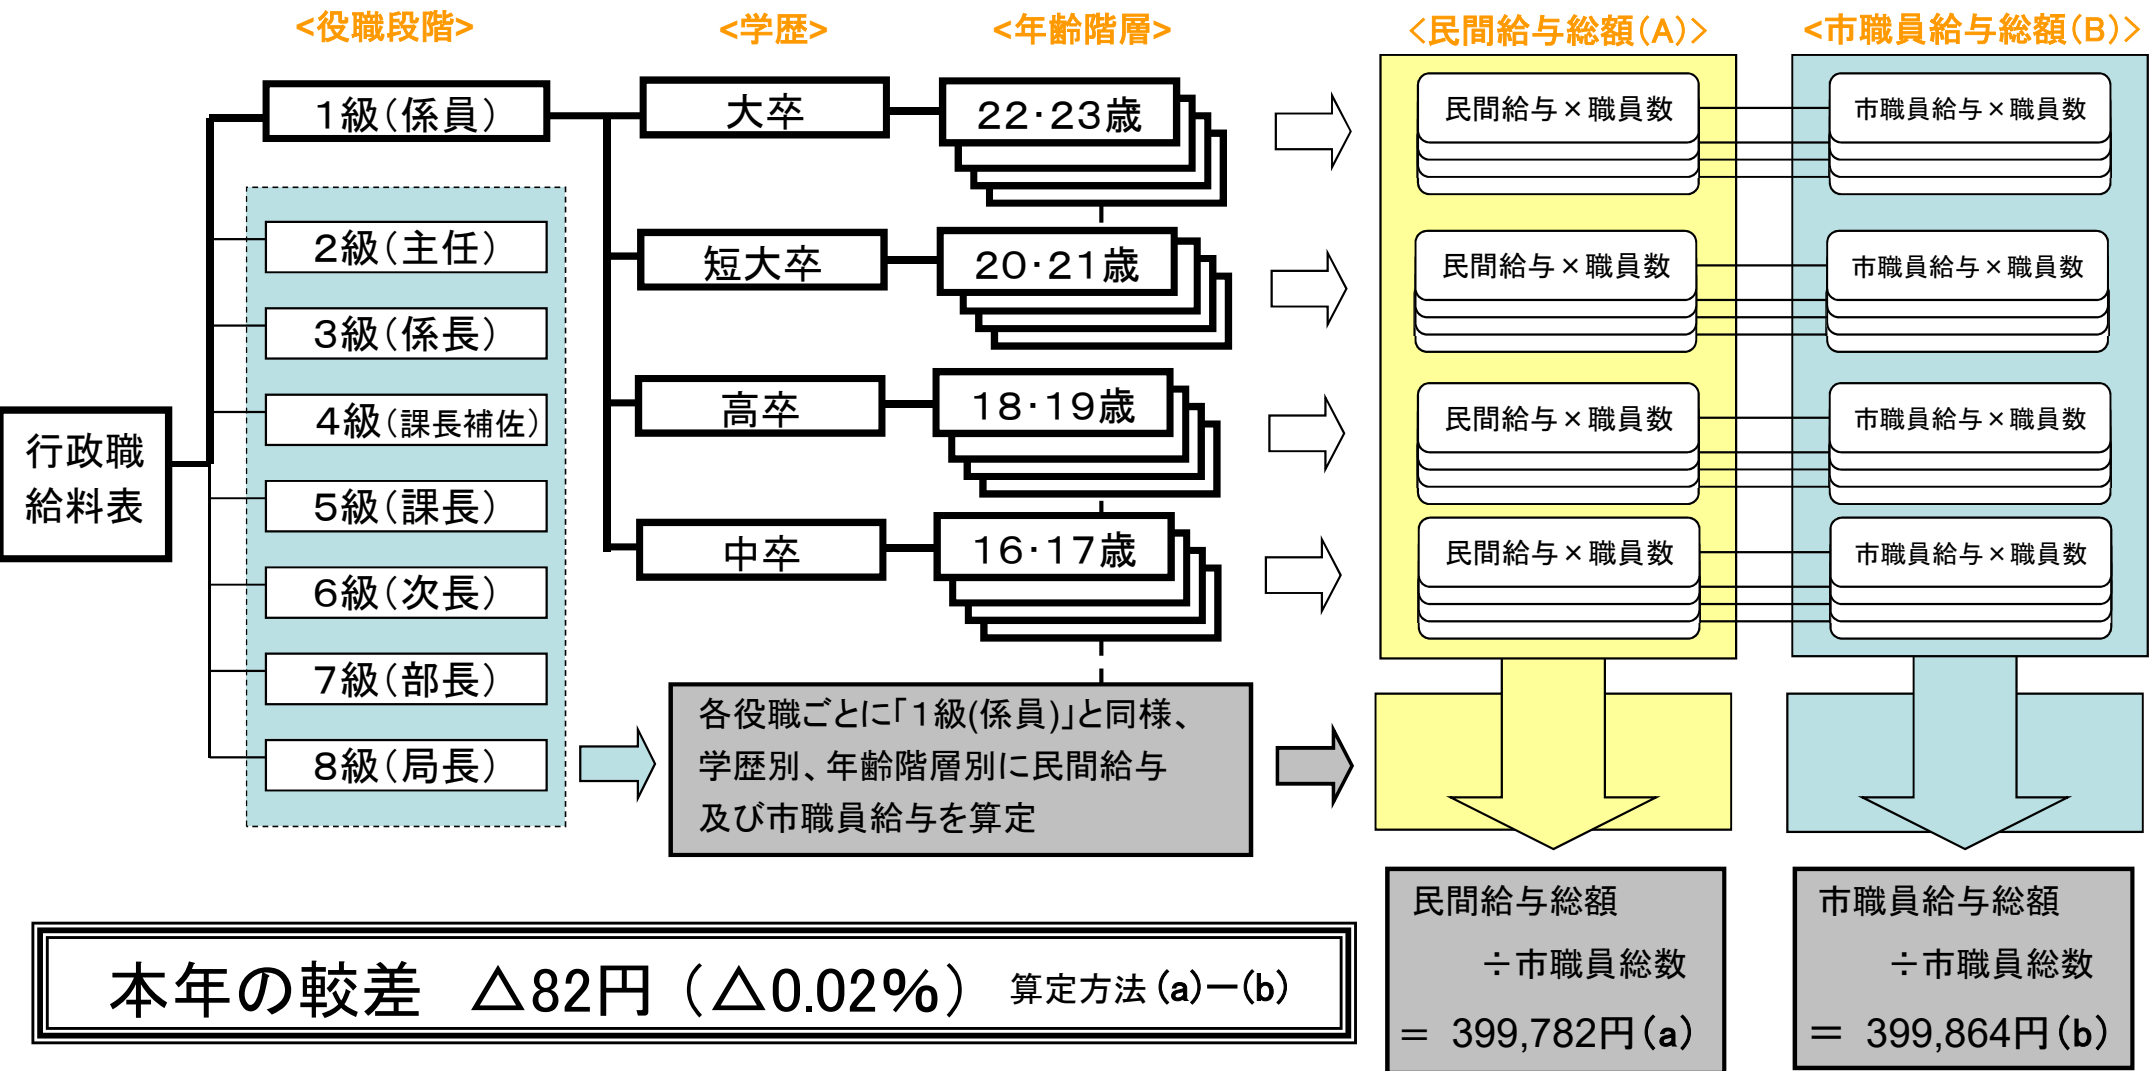 <役職段階>
<学歴>
<年齢階層>
<民間給与総額(A)>
<市職員給与総額(B)>
行政職
給料表
1級(係員)
2級(主任)
3級(係長)
4級(課長補佐)
5級(課長)
6級(次長)
7級(部長)
8級(局長)
大卒
22・23歳
民間給与×職員数
市職員給与×職員数
短大卒
20・21歳
民間給与×職員数
市職員給与×職員数
高卒
18・19歳
民間給与×職員数
市職員給与×職員数
中卒
16・17歳
民間給与×職員数
市職員給与×職員数
各役職ごとに「1級(係員)」と同様、
学歴別、年齢階層別に民間給与
及び市職員給与を算定
民間給与総額
÷市職員総数
= 399,782円(a)
市職員給与総額
÷市職員総数
= 399,864円(b)
本年の較差 △82円(△0.02%) 算定方法(a)-(b)